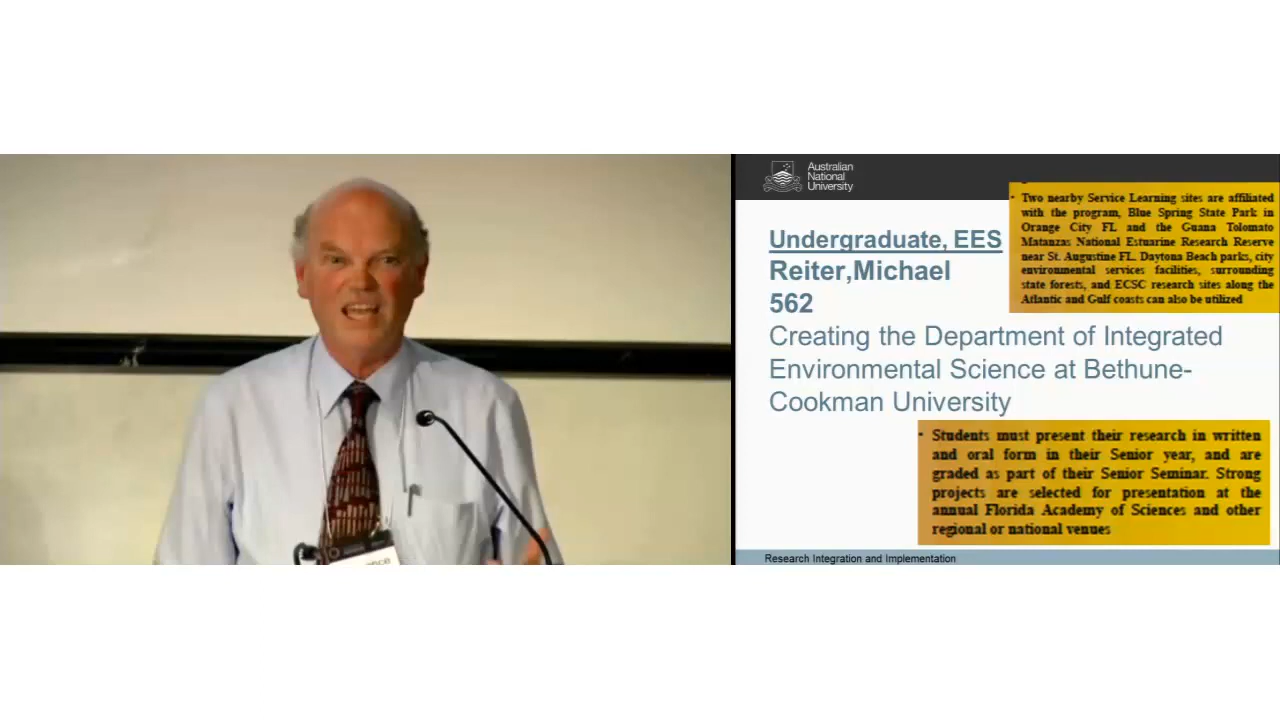 Australian
National
University
Two nearby Service Learning sites are affiliated
with the program, Blue Spring State Park in
Orange City FL and the Guana Tolomato
Matanzas National Estuarine Research Reserve
near St. Augustine FL. Daytona Beach parks, city
environmental services facilities, surrounding
state forests, and ECSC research sites along the
Atlantic and Gulf coasts can also be utilized
Undergraduate, EES
Reiter,Michael
562
Creating the Department of Integrated
Environmental Science at Bethune-
Cookman University
• Students must present their research in written
and oral form in their Senior year, and are
graded as part of their Senior Seminar. Strong
projects are selected for presentation at the
annual Florida Academy of Sciences and other
regional or national venues
Research Integration and Implementation